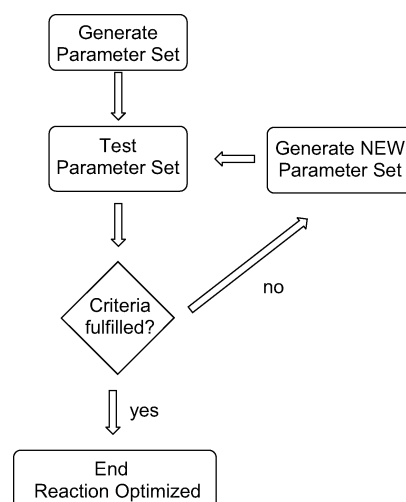 Generate
Parameter Set
Test
Parameter Set
Generate NEW
Parameter Set
Criteria
fulfilled?
no
yes
End
Reaction Optimized